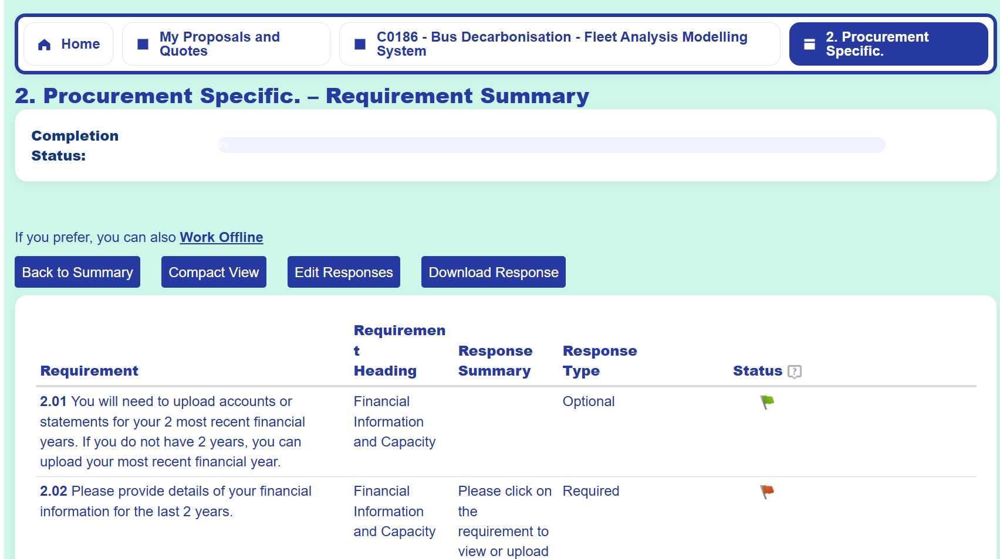 Home
My Proposals and
Quotes
C0186 - Bus Decarbonisation - Fleet Analysis Modelling
System
2. Procurement
Specific.
2. Procurement Specific. – Requirement Summary
Completion
Status:
0%
If you prefer, you can also Work Offline
Back to Summary
Compact View
Edit Responses
Download Response
Requirement
Requiremen
t
Heading
Response
Summary
Response
Type
Status ?
2.01 You will need to upload accounts or
statements for your 2 most recent financial
years. If you do not have 2 years, you can
upload your most recent financial year.
Financial
Information
and Capacity
Optional
2.02 Please provide details of your financial
information for the last 2 years.
Financial
Information
and Capacity
Please click on
the
requirement to
view or upload
Required